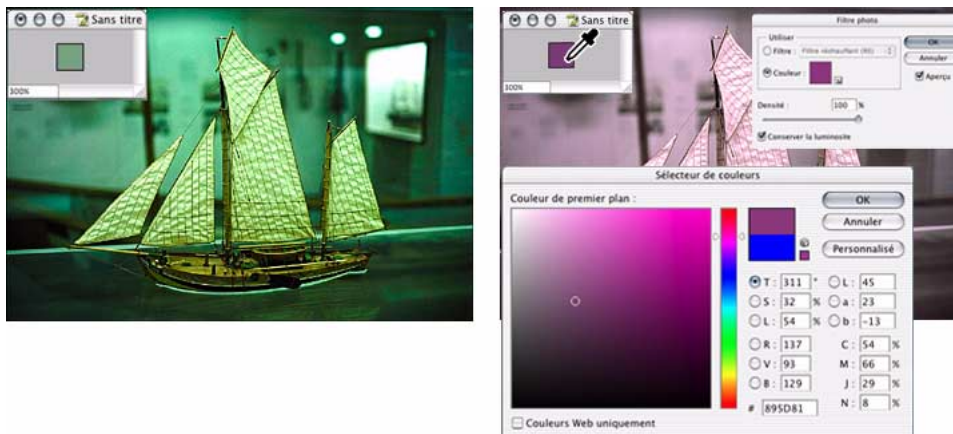 Sans titre
300%
Sans titre
300%
Filtre photo
Utiliser
Filtre : Filtre réchauffant (85)
Couleur :
OK
Annuler
Aperçu
Densité : 100 %
Conserver la luminosité
Sélecteur de couleurs
Couleur de premier plan :
OK
Annuler
Personnalisé
T : 311 °
L : 45
S : 32 %
a : 23
L : 54 %
b : -13
R : 137
C : 54 %
V : 93
M : 66 %
B : 129
J : 29 %
# 895D81
N : 8 %
Couleurs Web uniquement